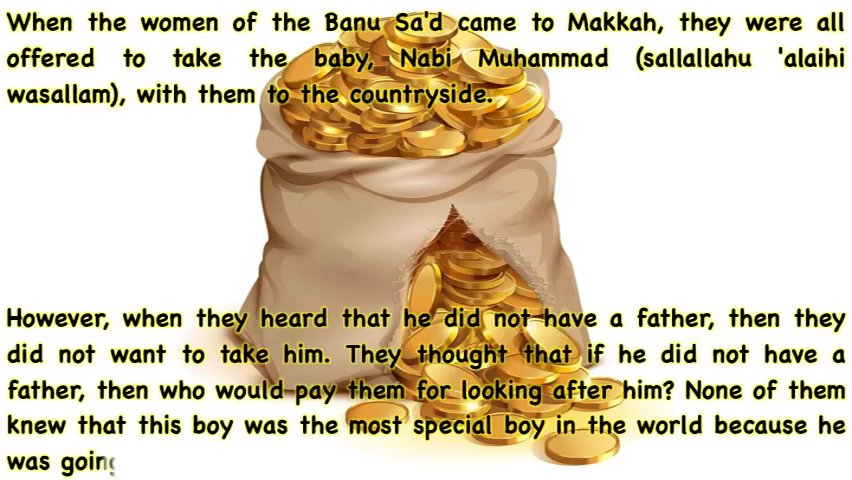 When the women of the Banu Sa'd came to Makkah, they were all
offered to take the baby, Nabi Muhammad (sallallahu 'alaihi
wasallam), with them to the countryside.
However, when they heard that he did not have a father, then they
did not want to take him. They thought that if he did not have a
father, then who would pay them for looking after him? None of them
knew that this boy was the most special boy in the world because he
was going